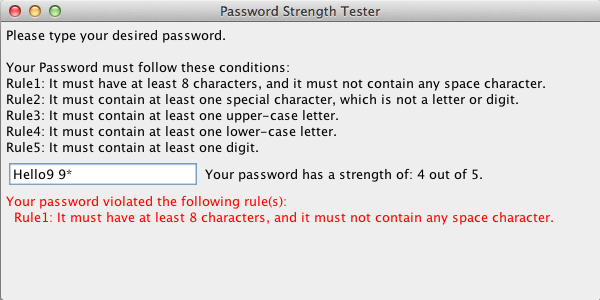 Password Strength Tester
Please type your desired password.
Your Password must follow these conditions:
Rule1: It must have at least 8 characters, and it must not contain any space character.
Rule2: It must contain at least one special character, which is not a letter or digit.
Rule3: It must contain at least one upper-case letter.
Rule4: It must contain at least one lower-case letter.
Rule5: It must contain at least one digit.
Hello9 9* Your password has a strength of: 4 out of 5.
Your password violated the following rule(s):
Rule1: It must have at least 8 characters, and it must not contain any space character.